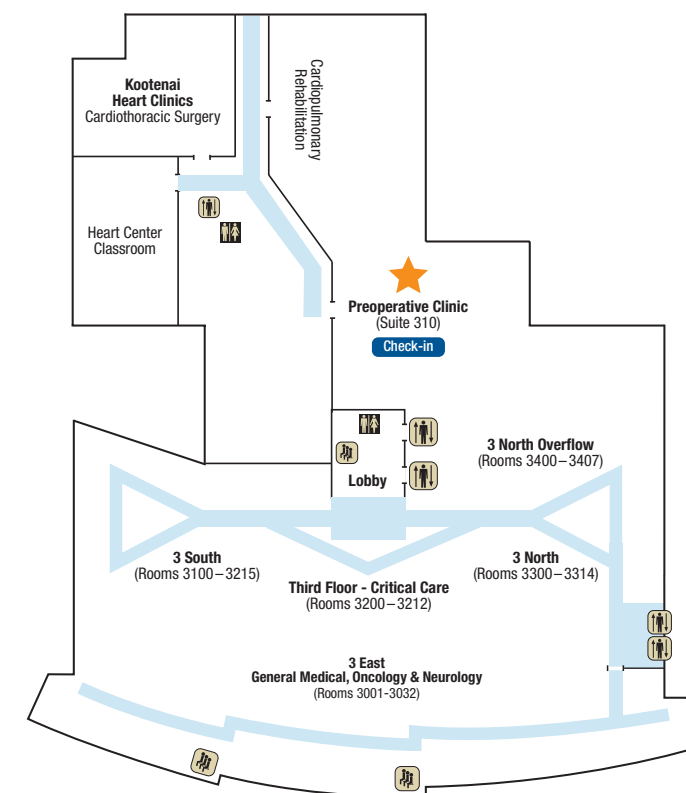 Kootenai
Heart Clinics
Cardiothoracic Surgery
Cardiopulmonary
Rehabilitation
Heart Center
Classroom
Preoperative Clinic
(Suite 310)
Check-in
3 North Overflow
(Rooms 3400–3407)
Lobby
3 South
(Rooms 3100–3215)
3 North
(Rooms 3300–3314)
Third Floor - Critical Care
(Rooms 3200–3212)
3 East
General Medical, Oncology & Neurology
(Rooms 3001-3032)